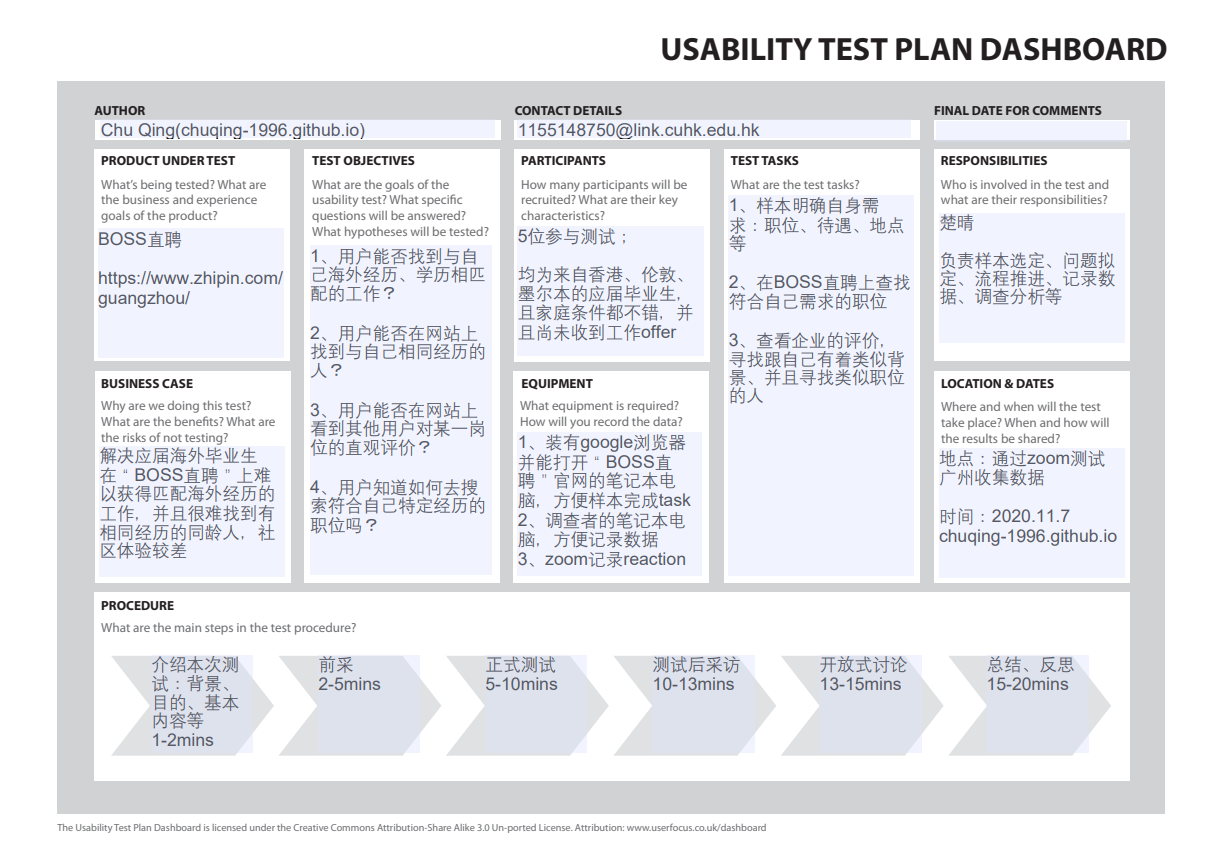 USABILITY TEST PLAN DASHBOARD
AUTHOR
Chu Qing(chuqing-1996.github.io)
CONTACT DETAILS
1155148750@link.cuhk.edu.hk
FINAL DATE FOR COMMENTS
PRODUCT UNDER TEST
What's being tested? What are
the business and experience
goals of the product?
BOSS直聘
https://www.zhipin.com/
guangzhou/
BUSINESS CASE
Why are we doing this test?
What are the benefits? What are
the risks of not testing?
解决应届海外毕业生
在“BOSS直聘”上难
以获得匹配海外经历的
工作，并且很难找到有
相同经历的同龄人，社
区体验较差
TEST OBJECTIVES
What are the goals of the
usability test? What specific
questions will be answered?
What hypotheses will be tested?
1、用户能否找到与自
己海外经历、学历相匹
配的工作？
2、用户能否在网站上
找到与自己相同经历的
人？
3、用户能否在网站上
看到其他用户对某一岗
位的直观评价？
4、用户知道如何去搜
索符合自己特定经历的
职位吗？
PARTICIPANTS
How many participants will be
recruited? What are their key
characteristics?
5位参与测试；
均为来自香港、伦敦、
墨尔本的应届毕业生，
且家庭条件都不错，并
且尚未收到工作offer
EQUIPMENT
What equipment is required?
How will you record the data?
1、装有google浏览器
并能打开“BOSS直
聘”官网的笔记本电
脑，方便样本完成task
2、调查者的笔记本电
脑，方便记录数据
3、zoom记录reaction
TEST TASKS
What are the test tasks?
1、样本明确自身需
求：职位、待遇、地点
等
2、在BOSS直聘上查找
符合自己需求的职位
3、查看企业的评价，
寻找跟自己有着类似背
景、并且寻找类似职位
的人
RESPONSIBILITIES
Who is involved in the test and
what are their responsibilities?
楚晴
负责样本选定、问题拟
定、流程推进、记录数
据、调查分析等
LOCATION & DATES
Where and when will the test
take place? When and how will
the results be shared?
地点：通过zoom测试
广州收集数据
时间：2020.11.7
chuqing-1996.github.io
PROCEDURE
What are the main steps in the test procedure?
介绍本次测
试：背景、
目的、基本
内容等
1-2mins
前采
2-5mins
正式测试
5-10mins
测试后采访
10-13mins
开放式讨论
13-15mins
总结、反思
15-20mins
The Usability Test Plan Dashboard is licensed under the Creative Commons Attribution-Share Alike 3.0 Un-ported License. Attribution: www.userfocus.co.uk/dashboard